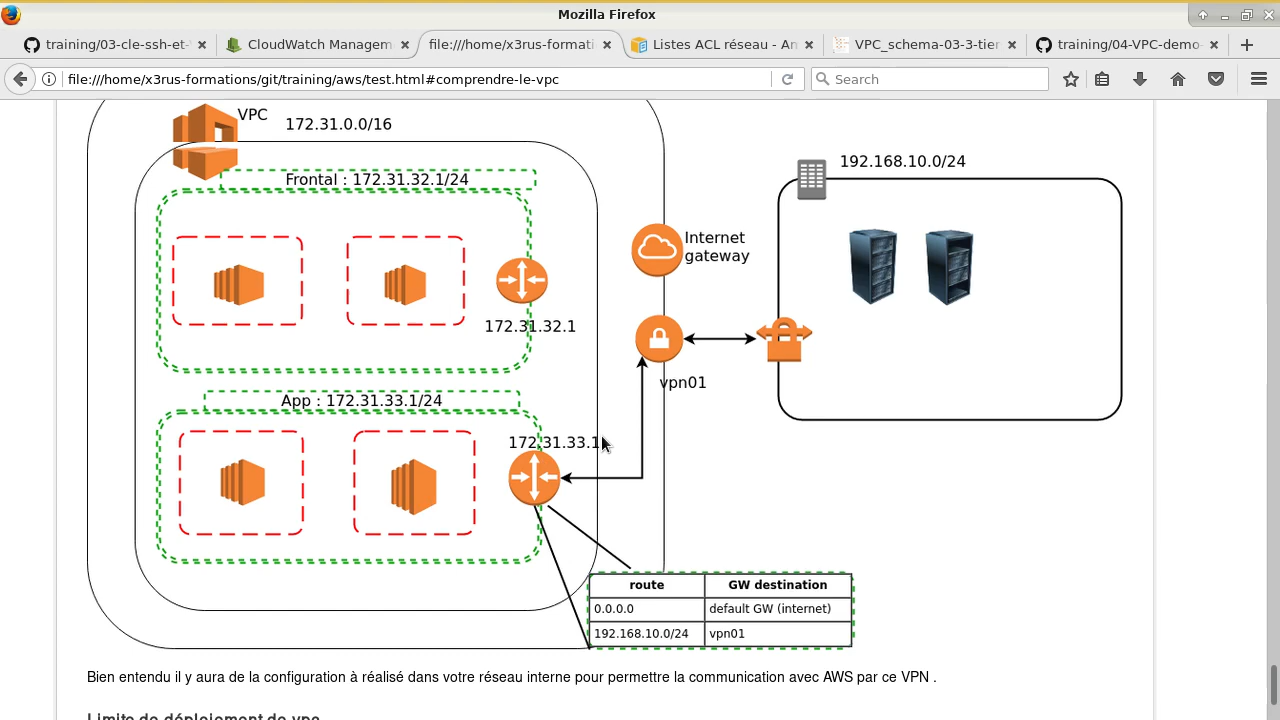 Mozilla Firefox
training/03-cle-ssh-et-
CloudWatch Managem
file:///home/x3rus-formati
Listes ACL réseau - An
VPC_schema -03-3-tier
training/04-VPC-demo-
file:///home/x3rus-formations/git/training/aws/test.html#comprendre-le-vpc
Search
VPC
172.31.0.0/16
192.168.10.0/24
Frontal : 172.31.32.1/24
Internet
gateway
172.31.32.1
vpn01
App : 172.31.33.1/24
172.31.33.1
route GW destination
0.0.0.0 default GW (internet)
192.168.10.0/24 vpn01
Bien entendu il y aura de la configuration à réalisé dans votre réseau interne pour permettre la communication avec AWS par ce VPN .
Limite de déploiement de vpc